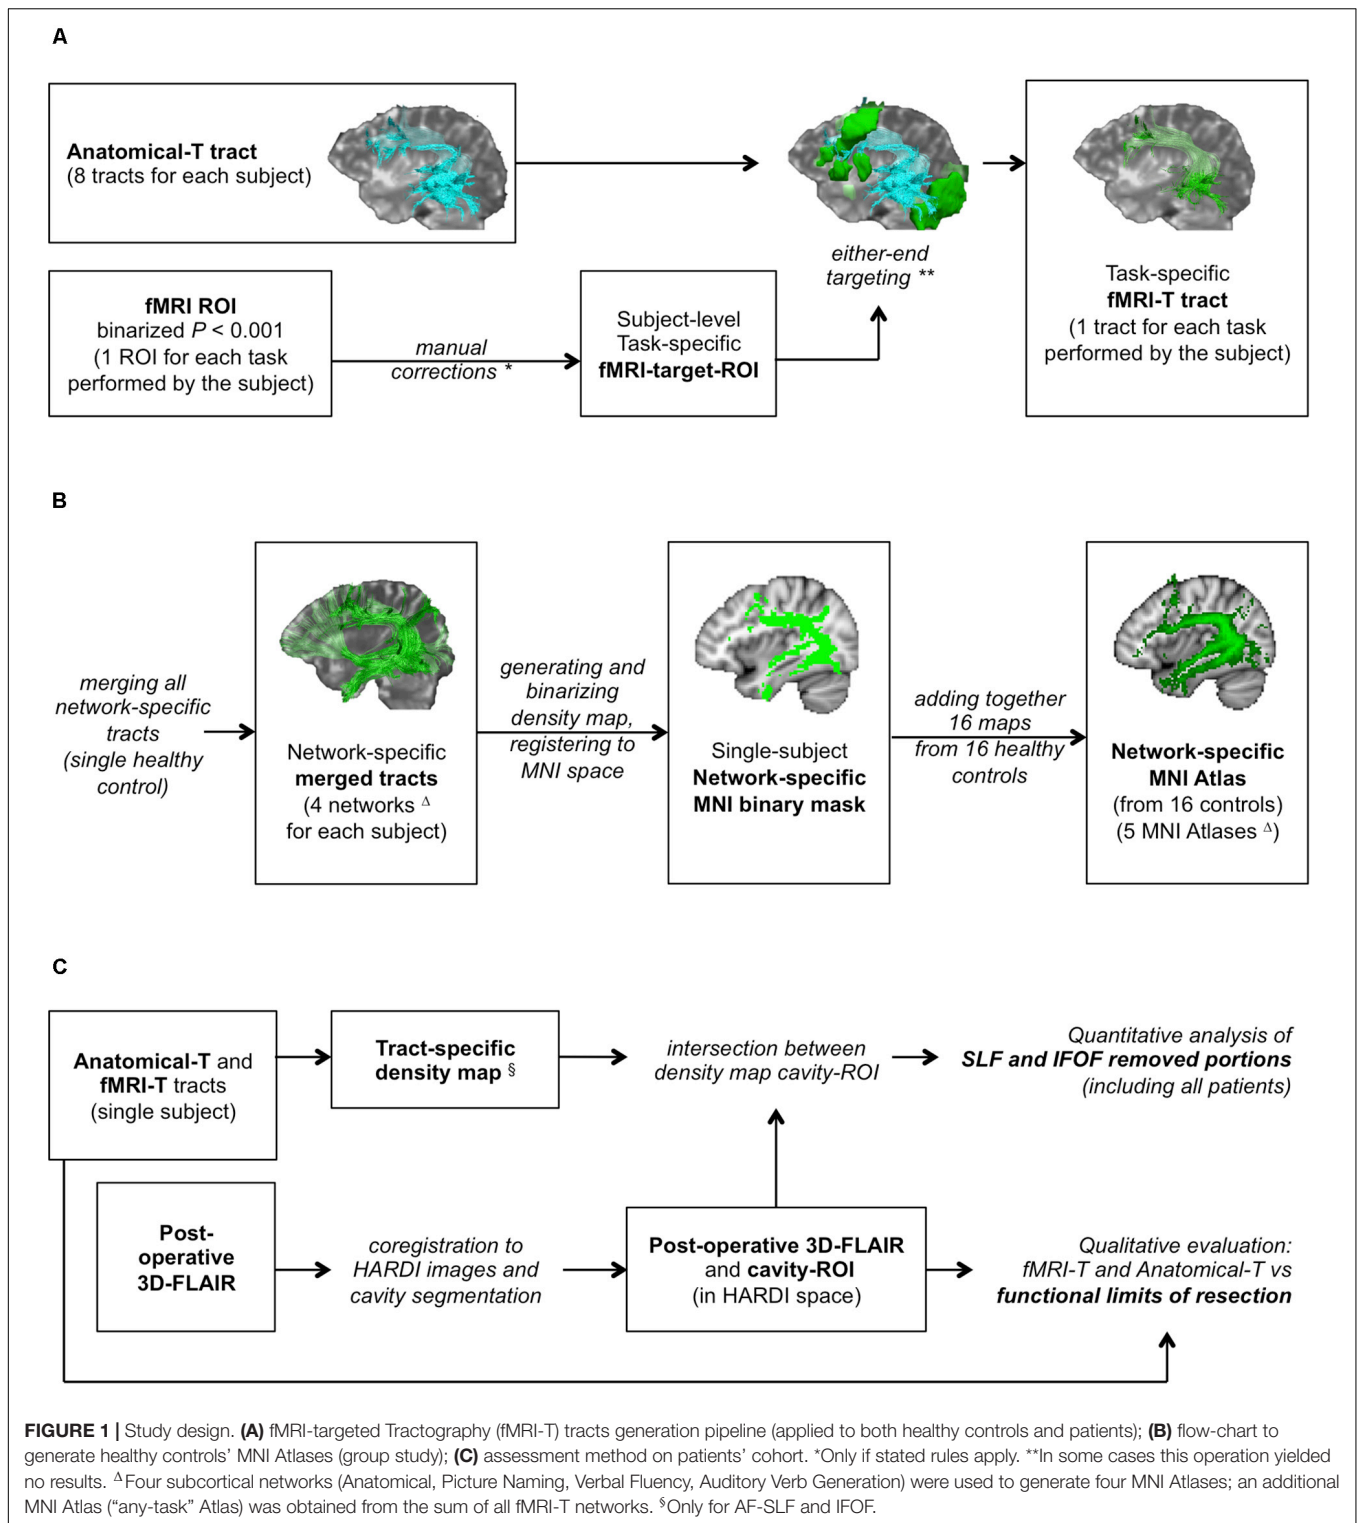 A
Anatomical-T tract
(8 tracts for each subject)
either-end
targeting **
Task-specific
fMRI-T tract
(1 tract for each task
performed by the subject)
fMRI ROI
binarized P < 0.001
(1 ROI for each task
performed by the subject)
manual
corrections *
Subject-level
Task-specific
fMRI-target-ROI
B
merging all
network-specific
tracts
(single healthy
control)
Network-specific
merged tracts
(4 networks Δ
for each subject)
generating and
binarizing
density map,
registering to
MNI space
Single-subject
Network-specific
MNI binary mask
adding together
16 maps
from 16 healthy
controls
Network-specific
MNI Atlas
(from 16 controls)
(5 MNI Atlases Δ)
C
Anatomical-T and
fMRI-T tracts
(single subject)
Tract-specific
density map §
intersection between
density map cavity-ROI
Quantitative analysis of
SLF and IFOF removed portions
(including all patients)
Post-
operative
3D-FLAIR
coregistration to
HARDI images and
cavity segmentation
Post-operative 3D-FLAIR
and cavity-ROI
(in HARDI space)
Qualitative evaluation:
fMRI-T and Anatomical-T vs
functional limits of resection
FIGURE 1 | Study design. (A) fMRI-targeted Tractography (fMRI-T) tracts generation pipeline (applied to both healthy controls and patients); (B) flow-chart to
generate healthy controls' MNI Atlases (group study); (C) assessment method on patients' cohort. *Only if stated rules apply. **In some cases this operation yielded
no results. ΔFour subcortical networks (Anatomical, Picture Naming, Verbal Fluency, Auditory Verb Generation) were used to generate four MNI Atlases; an additional
MNI Atlas ("any-task" Atlas) was obtained from the sum of all fMRI-T networks. §Only for AF-SLF and IFOF.